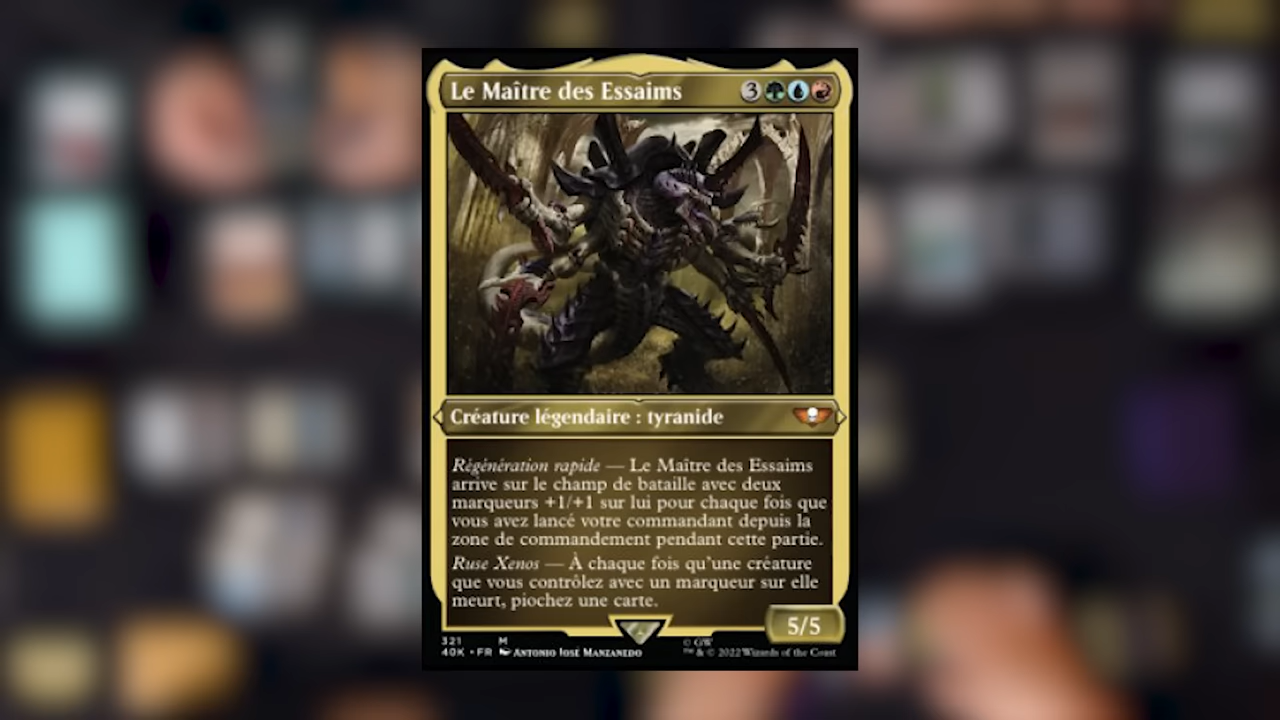 Le Maître des Essaims 3
Créature légendaire : tyranide
Régénération rapide — Le Maître des Essaims
arrive sur le champ de bataille avec deux
marqueurs +1/+1 sur lui pour chaque fois que
vous avez lancé votre commandant depuis la
zone de commandement pendant cette partie.
Ruse Xenos — À chaque fois qu'une créature
que vous contrôlez avec un marqueur sur elle
meurt, piochez une carte.
5/5
321 M
40K • FR Antonio José Manzanedo
© GW
™ & © 2022 Wizards of the Coast